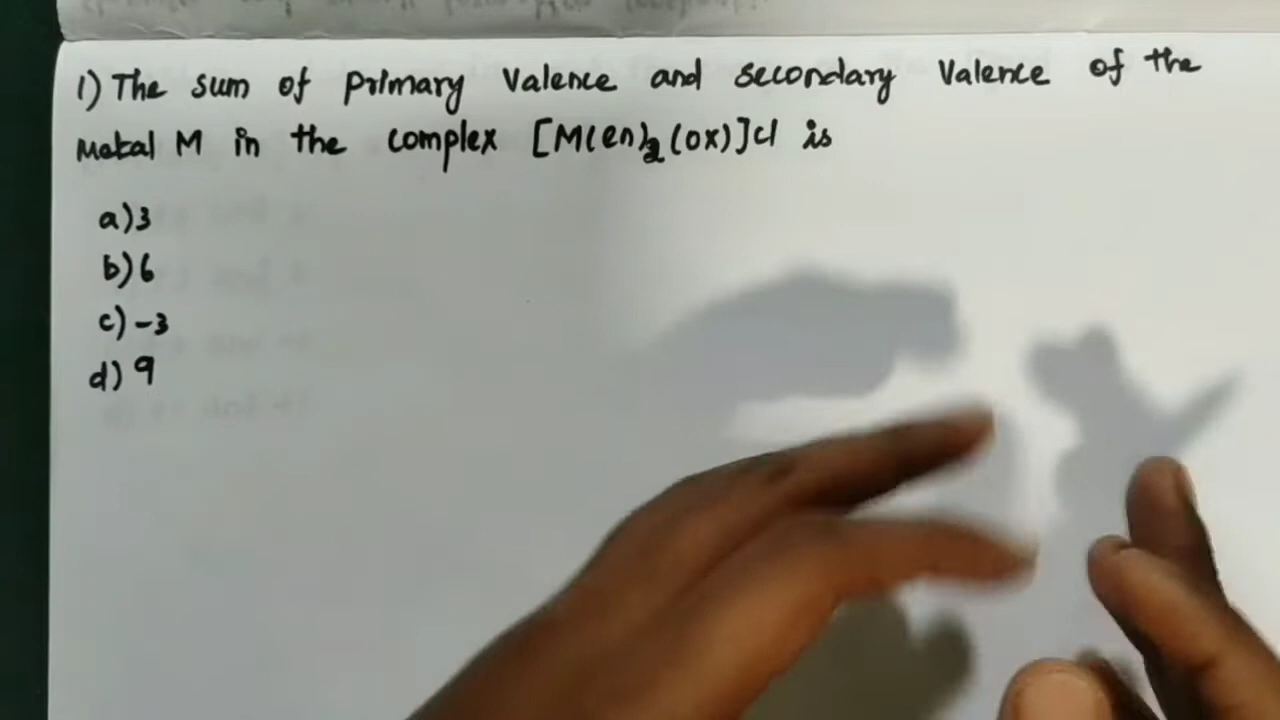 1) The sum of primary valence and secondary valence of the
metal M in the complex [M(en)2(ox)]Cl is
a) 3
b) 6
c) -3
d) 9